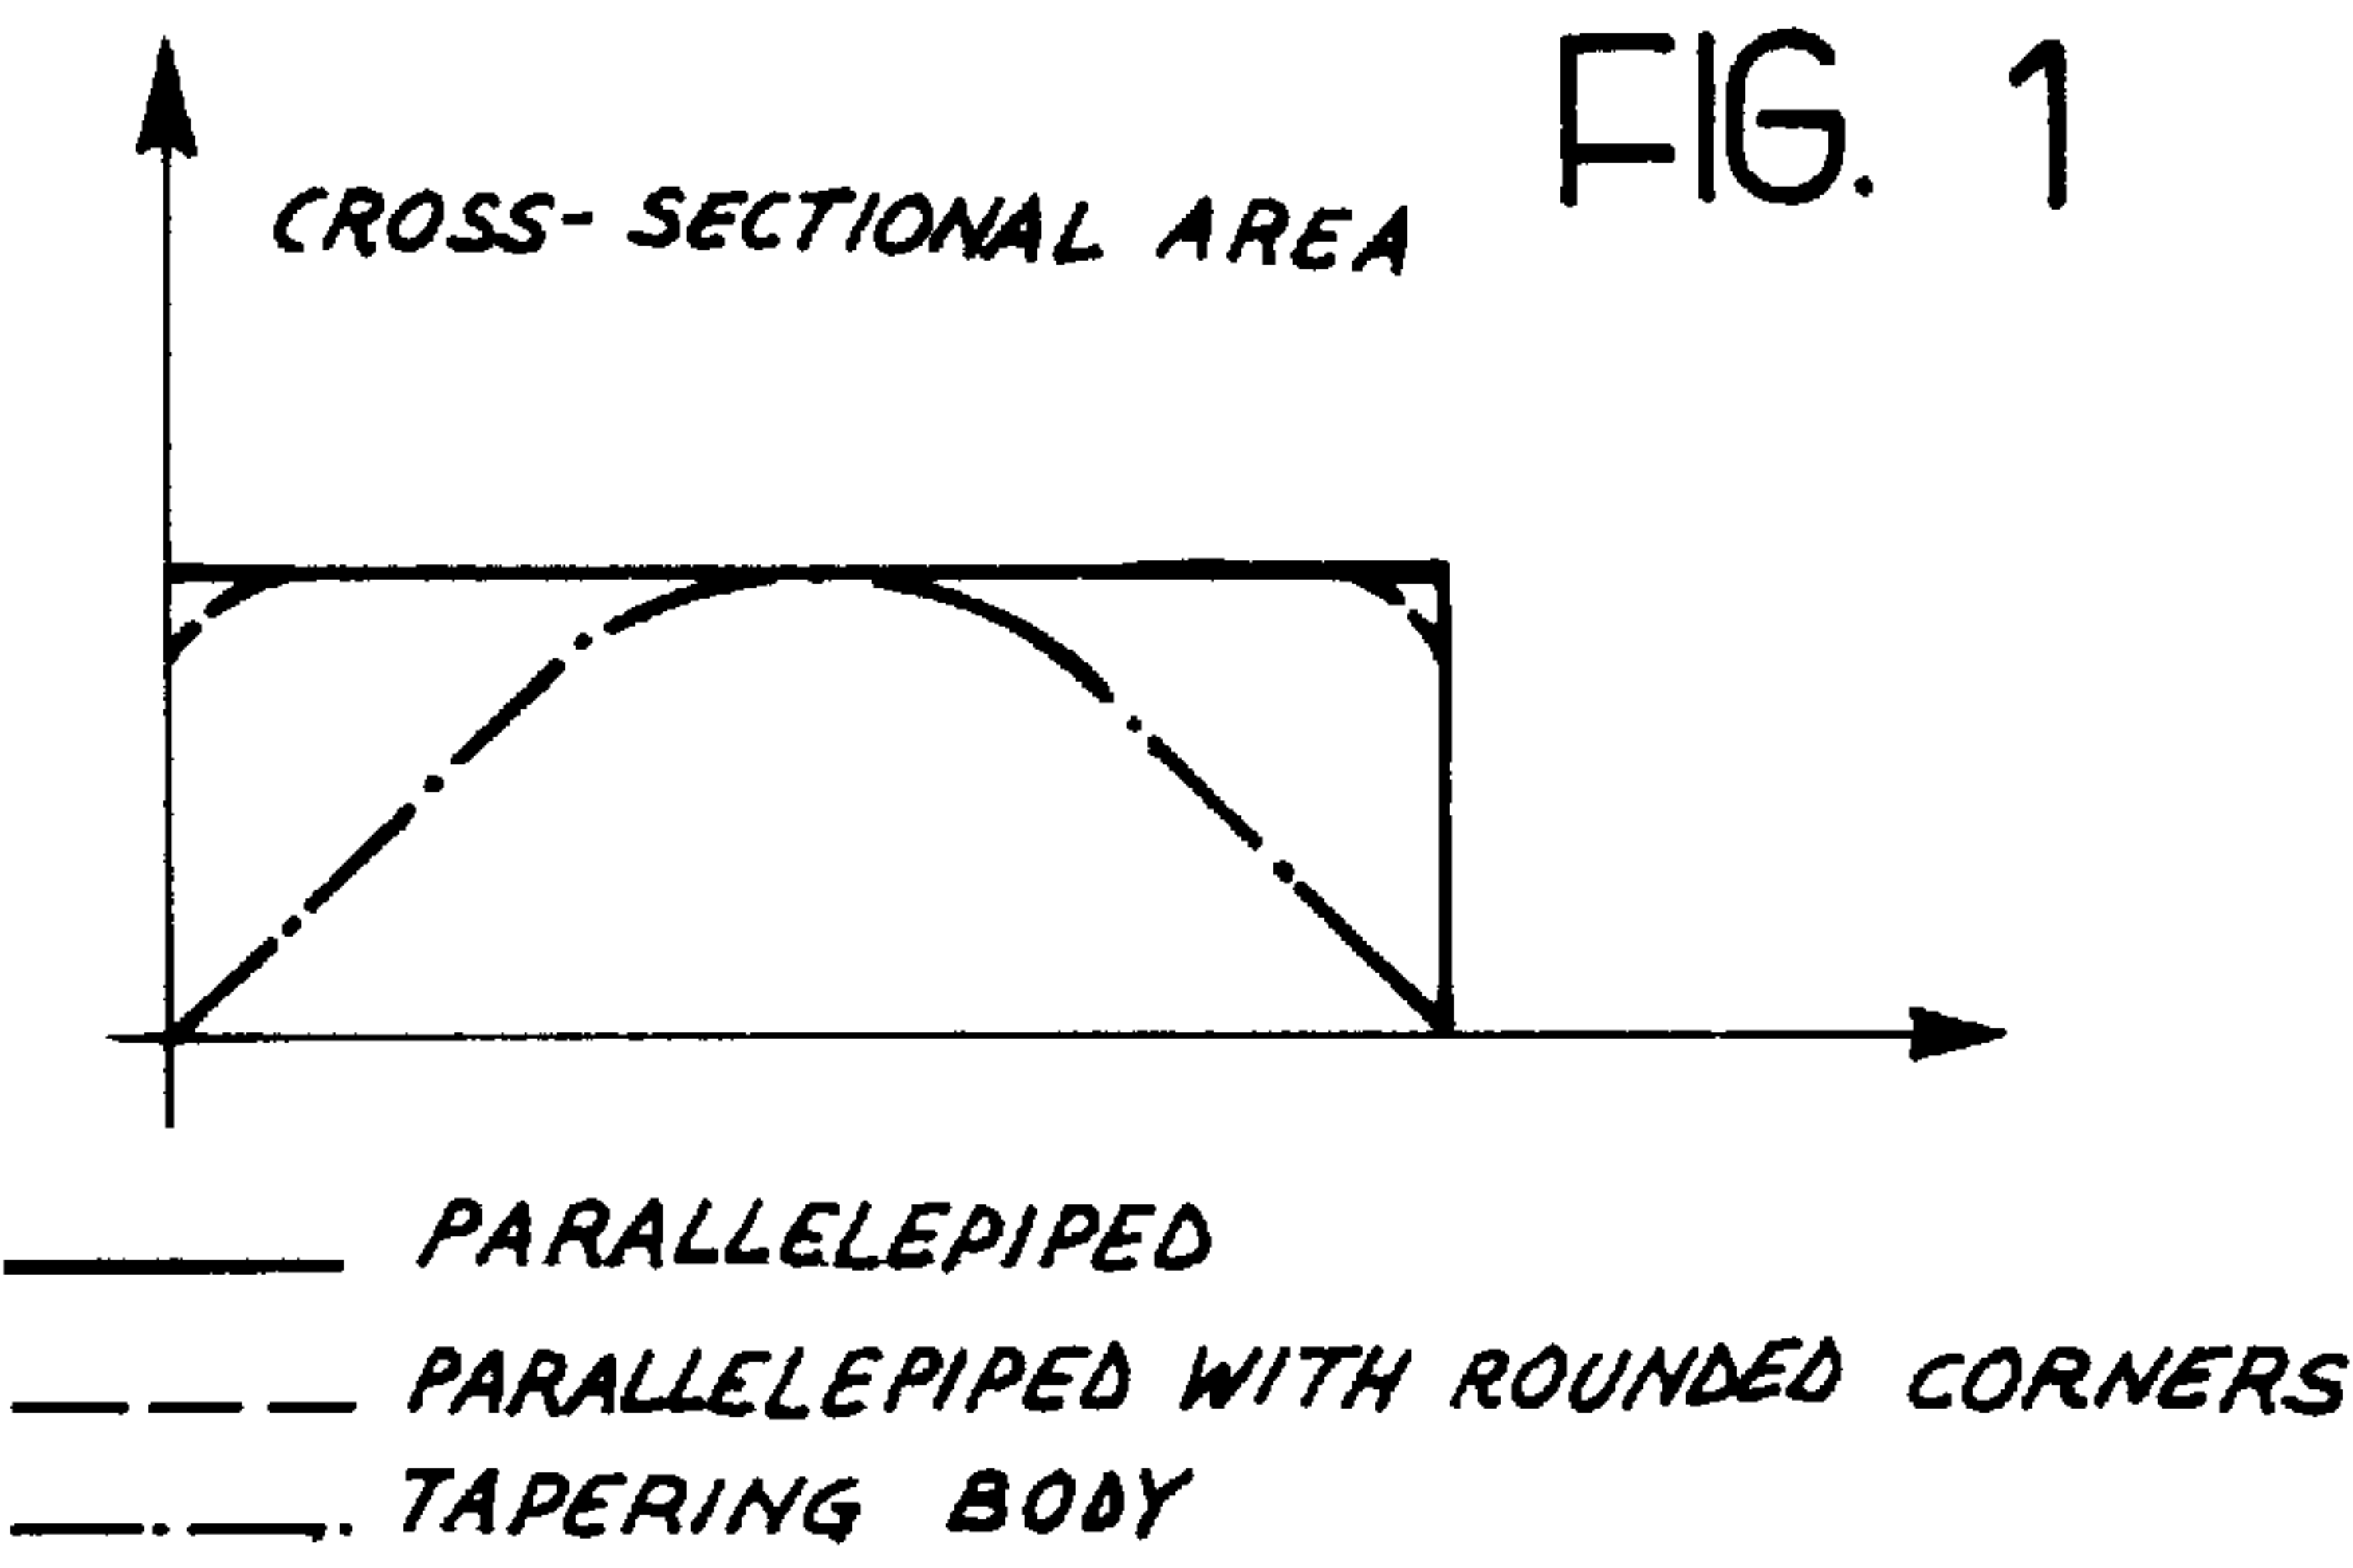 FIG. 1
CROSS-SECTIONAL AREA
PARALLELEPIPED
PARALLELEPIPED WITH ROUNDED CORNERS
TAPERING BODY